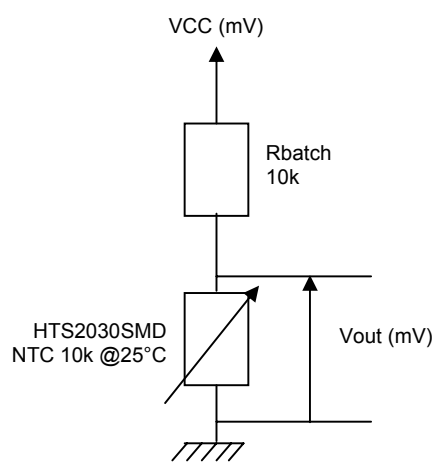 VCC (mV)
Rbatch
10k
HTS2030SMD
NTC 10k @25°C
Vout (mV)